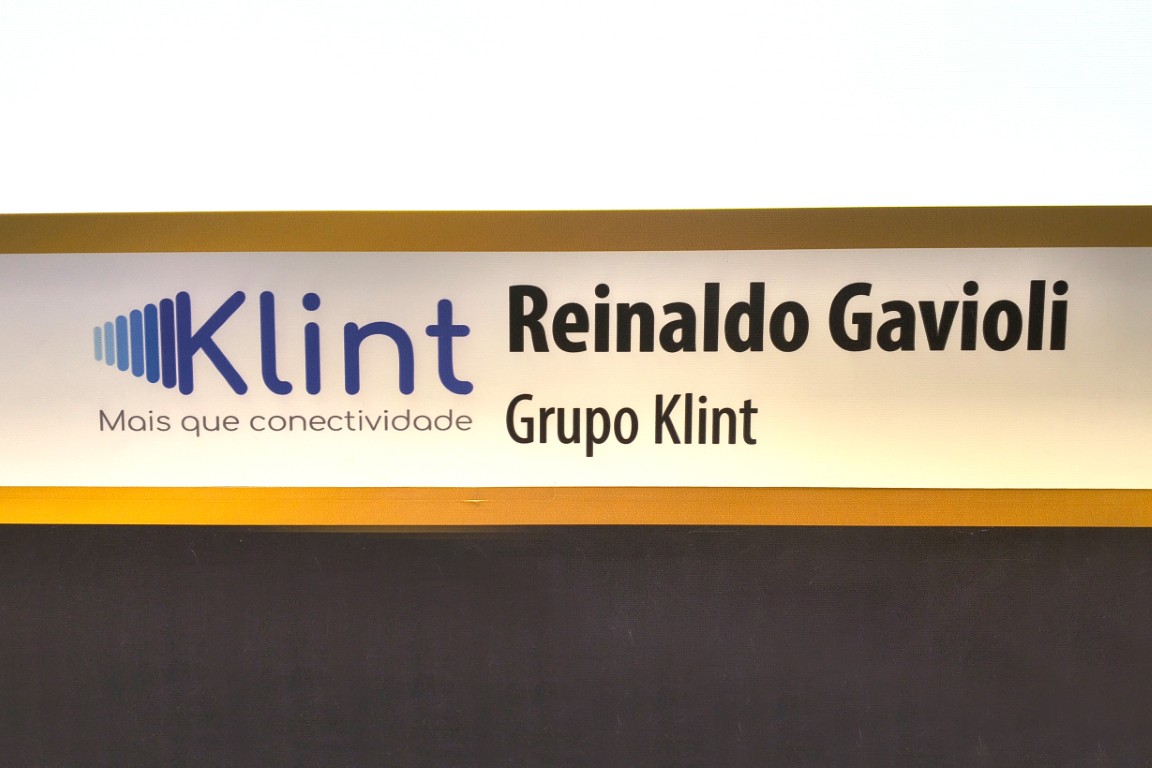 Klint
Mais que conectividade
Reinaldo Gavioli
Grupo Klint